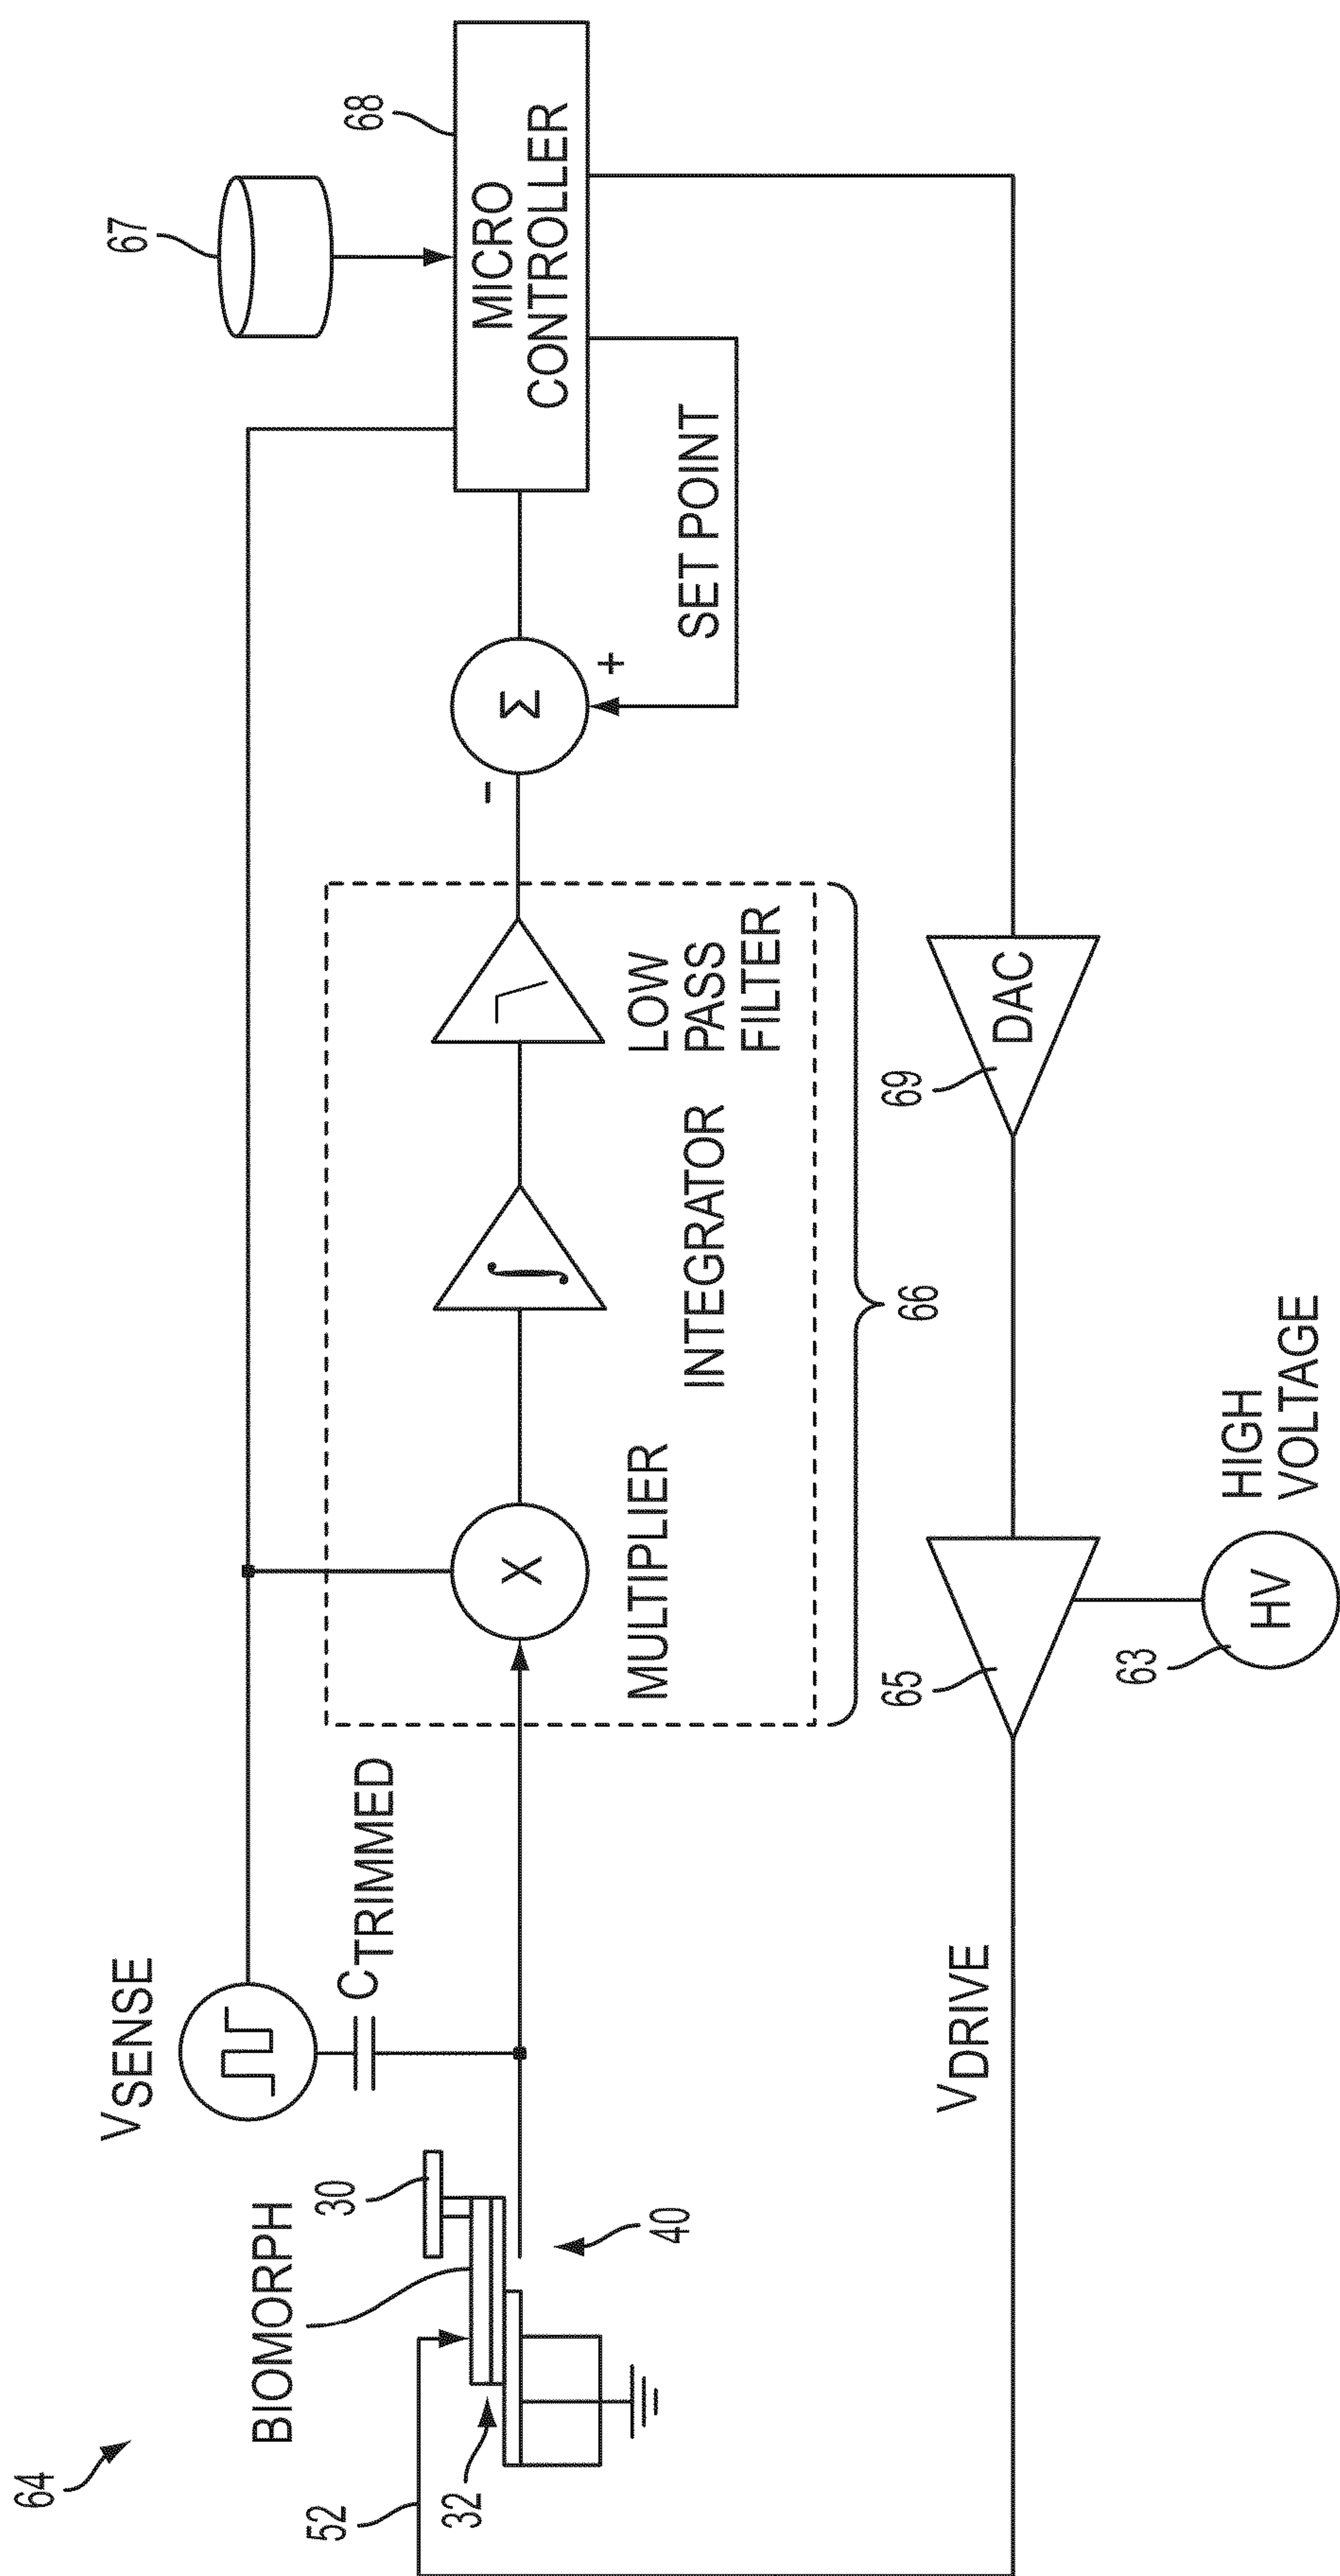 64
52
32
BIOMORPH
30
40
VSENSE
CTRIMMED
MULTIPLIER
X
INTEGRATOR
∫
LOW
PASS
FILTER
66
-
Σ
+
SET POINT
MICRO
CONTROLLER
68
67
VDRIVE
65
63
HV
HIGH
VOLTAGE
69
DAC